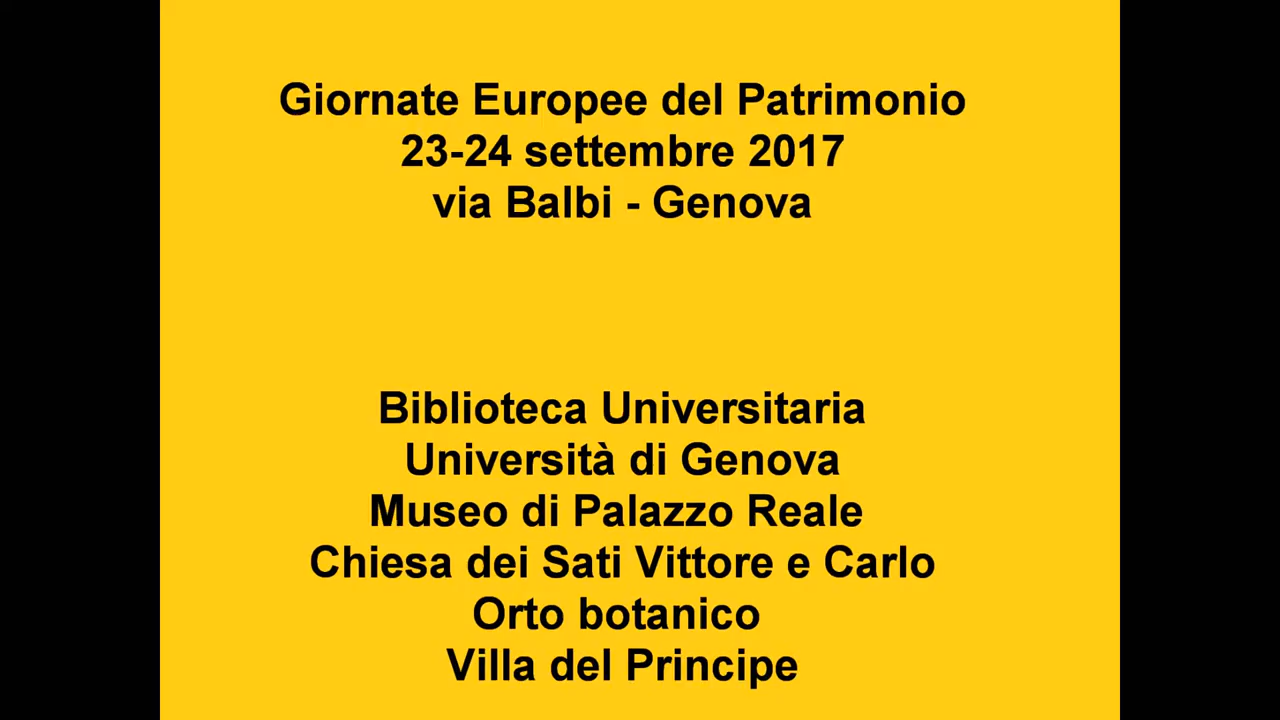 Giornate Europee del Patrimonio
23-24 settembre 2017
via Balbi - Genova
Biblioteca Universitaria
Università di Genova
Museo di Palazzo Reale
Chiesa dei Sati Vittore e Carlo
Orto botanico
Villa del Principe